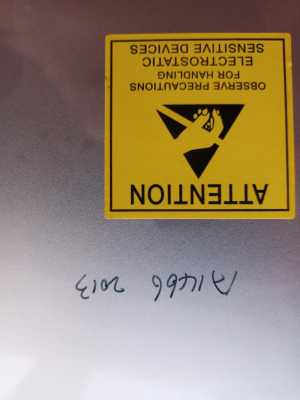 A1466 2013
ATTENTION
OBSERVE PRECAUTIONS
FOR HANDLING
ELECTROSTATIC
SENSITIVE DEVICES